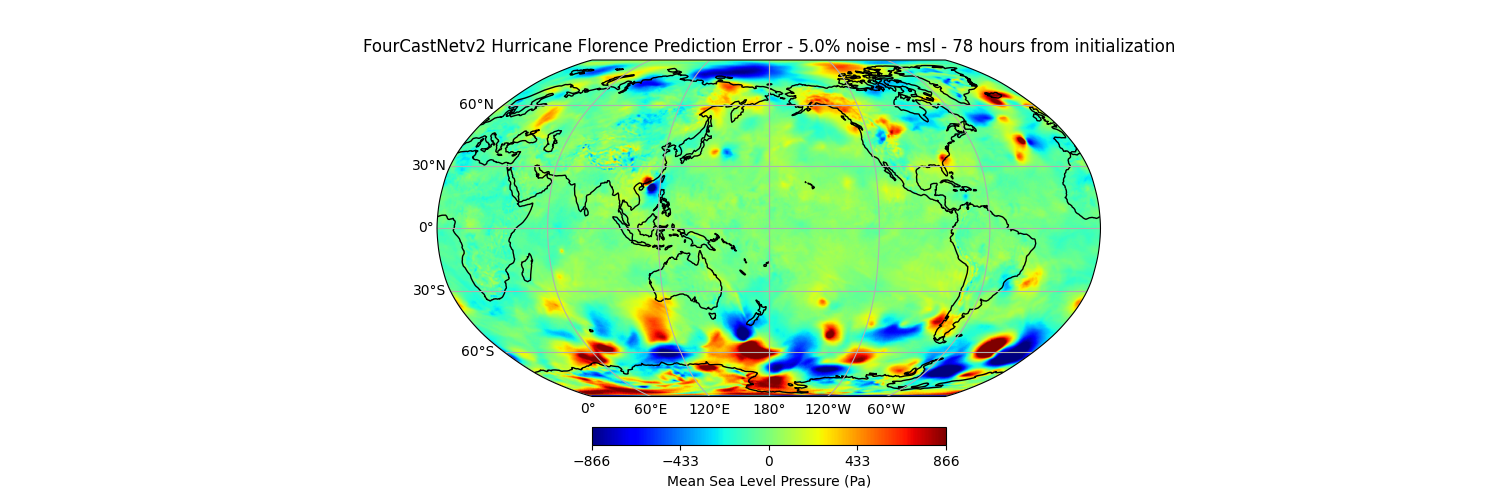 FourCastNetv2 Hurricane Florence Prediction Error - 5.0% noise - msl - 78 hours from initialization
60°N
30°N
0°
30°S
60°S
0° 60°E 120°E 180° 120°W 60°W
−866 −433 0 433 866
Mean Sea Level Pressure (Pa)